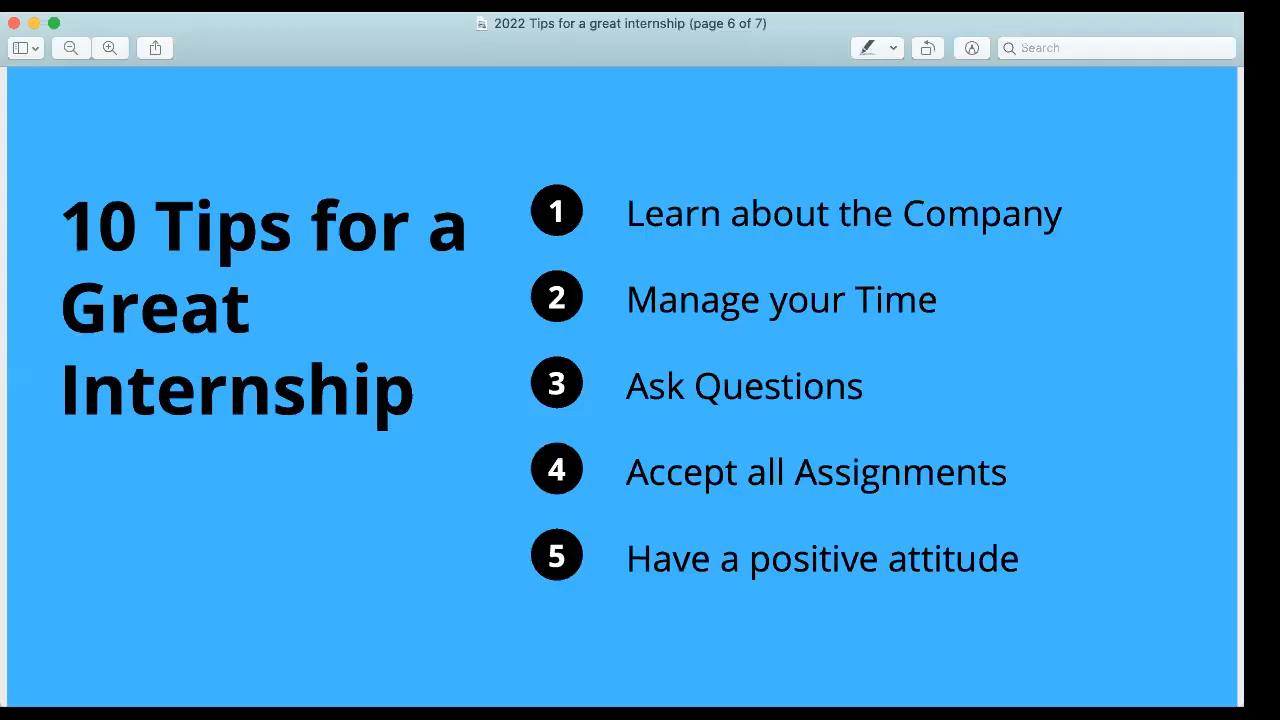 2022 Tips for a great internship (page 6 of 7)
Search
10 Tips for a
Great
Internship
1 Learn about the Company
2 Manage your Time
3 Ask Questions
4 Accept all Assignments
5 Have a positive attitude